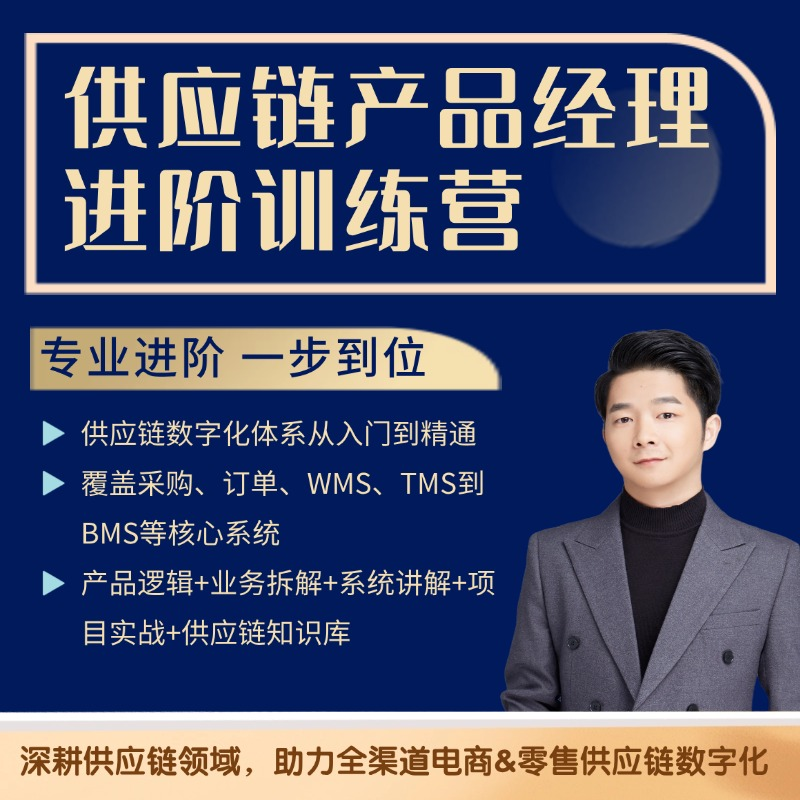 供应链产品经理
进阶训练营
专业进阶 一步到位
供应链数字化体系从入门到精通
覆盖采购、订单、WMS、TMS到
BMS等核心系统
产品逻辑+业务拆解+系统讲解+项
目实战+供应链知识库
深耕供应链领域，助力全渠道电商&零售供应链数字化